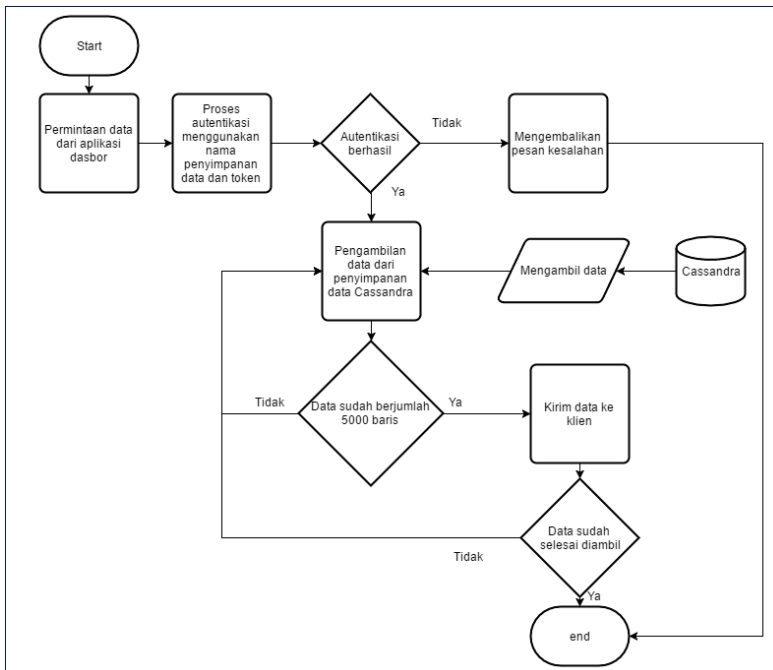 Start
Permintaan data
dari aplikasi
dasbor
Proses
autentikasi
menggunakan
nama
penyimpanan
data dan token
Autentikasi
berhasil
Tidak
Mengembalikan
pesan kesalahan
Ya
Pengambilan
data dari
penyimpanan
data Cassandra
Mengambil data
Cassandra
Tidak
Data sudah berjumlah
5000 baris
Ya
Kirim data ke
klien
Data sudah
selesai diambil
Tidak
Ya
end